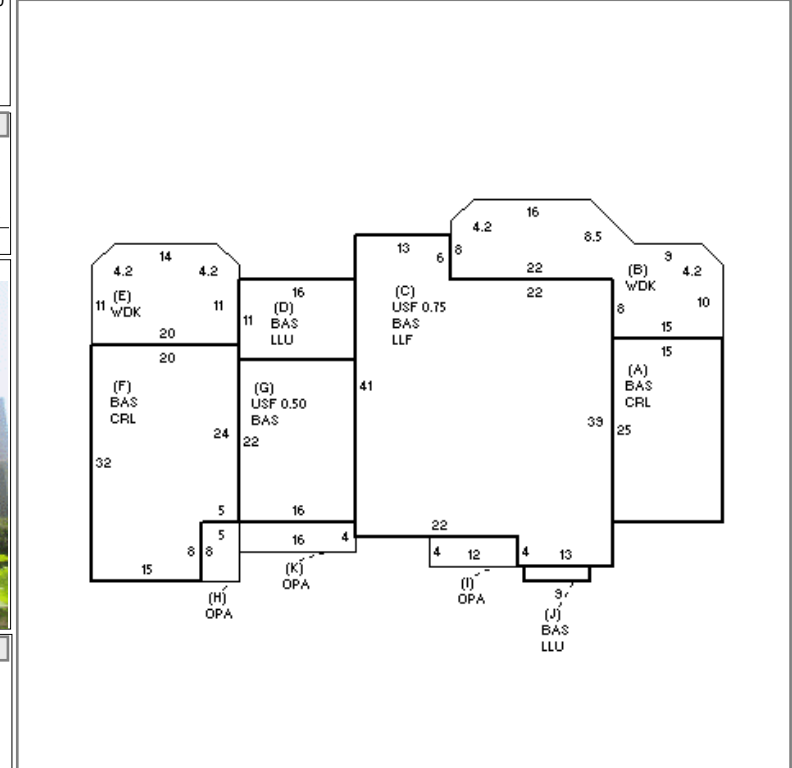 16
4.2
8.5
13
6
8
9
14
4.2
4.2
22
(B)
WDK
4.2
16
(C)
USF 0.75
BAS
LLF
22
11
(E)
WDK
11
11
(D)
BAS
LLU
8
10
20
15
20
15
(F)
BAS
CRL
(G)
USF 0.50
BAS
41
(A)
BAS
CRL
24
22
39
25
32
5
16
22
5
16
4
8
8
4
12
4
13
15
(K)
OPA
(H)
OPA
(I)
OPA
9
(J)
BAS
LLU